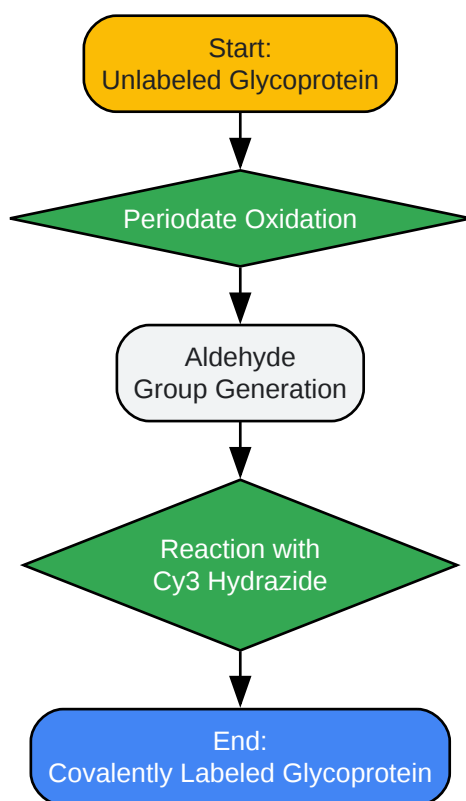 Start:
Unlabeled Glycoprotein
Periodate Oxidation
Aldehyde
Group Generation
Reaction with
Cy3 Hydrazide
End:
Covalently Labeled Glycoprotein